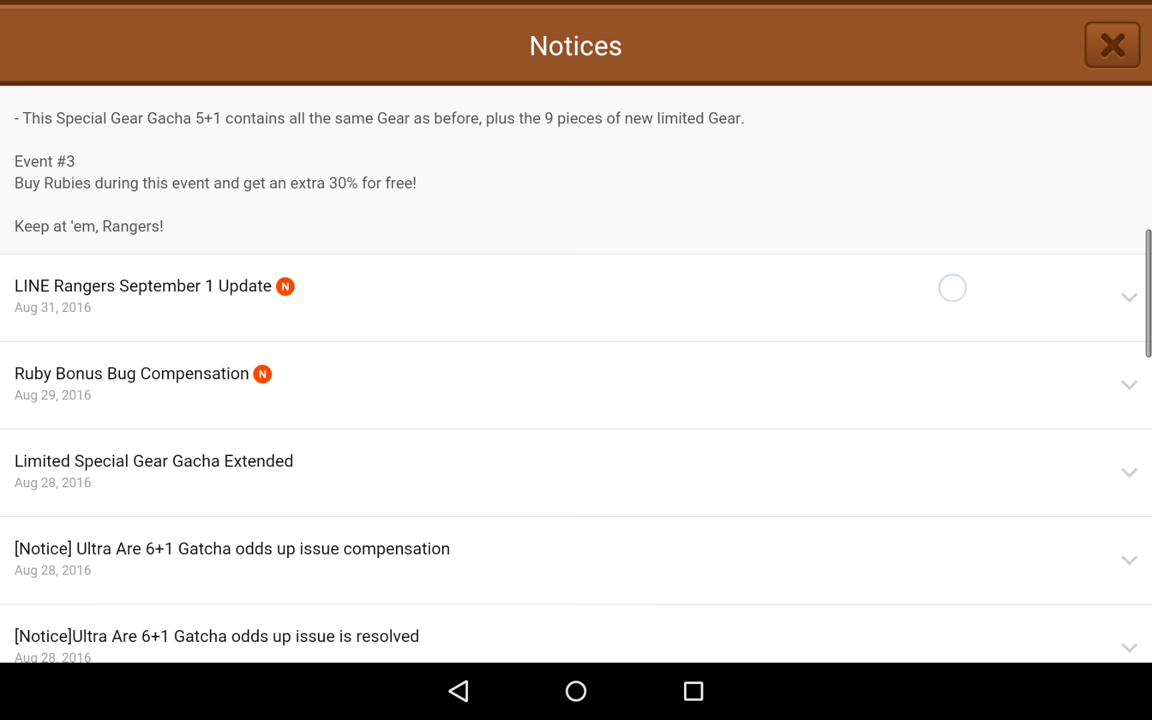 Notices
- This Special Gear Gacha 5+1 contains all the same Gear as before, plus the 9 pieces of new limited Gear.
Event #3
Buy Rubies during this event and get an extra 30% for free!
Keep at 'em, Rangers!
LINE Rangers September 1 Update N
Aug 31, 2016
Ruby Bonus Bug Compensation N
Aug 29, 2016
Limited Special Gear Gacha Extended
Aug 28, 2016
[Notice] Ultra Are 6+1 Gatcha odds up issue compensation
Aug 28, 2016
[Notice]Ultra Are 6+1 Gatcha odds up issue is resolved
Aug 28, 2016